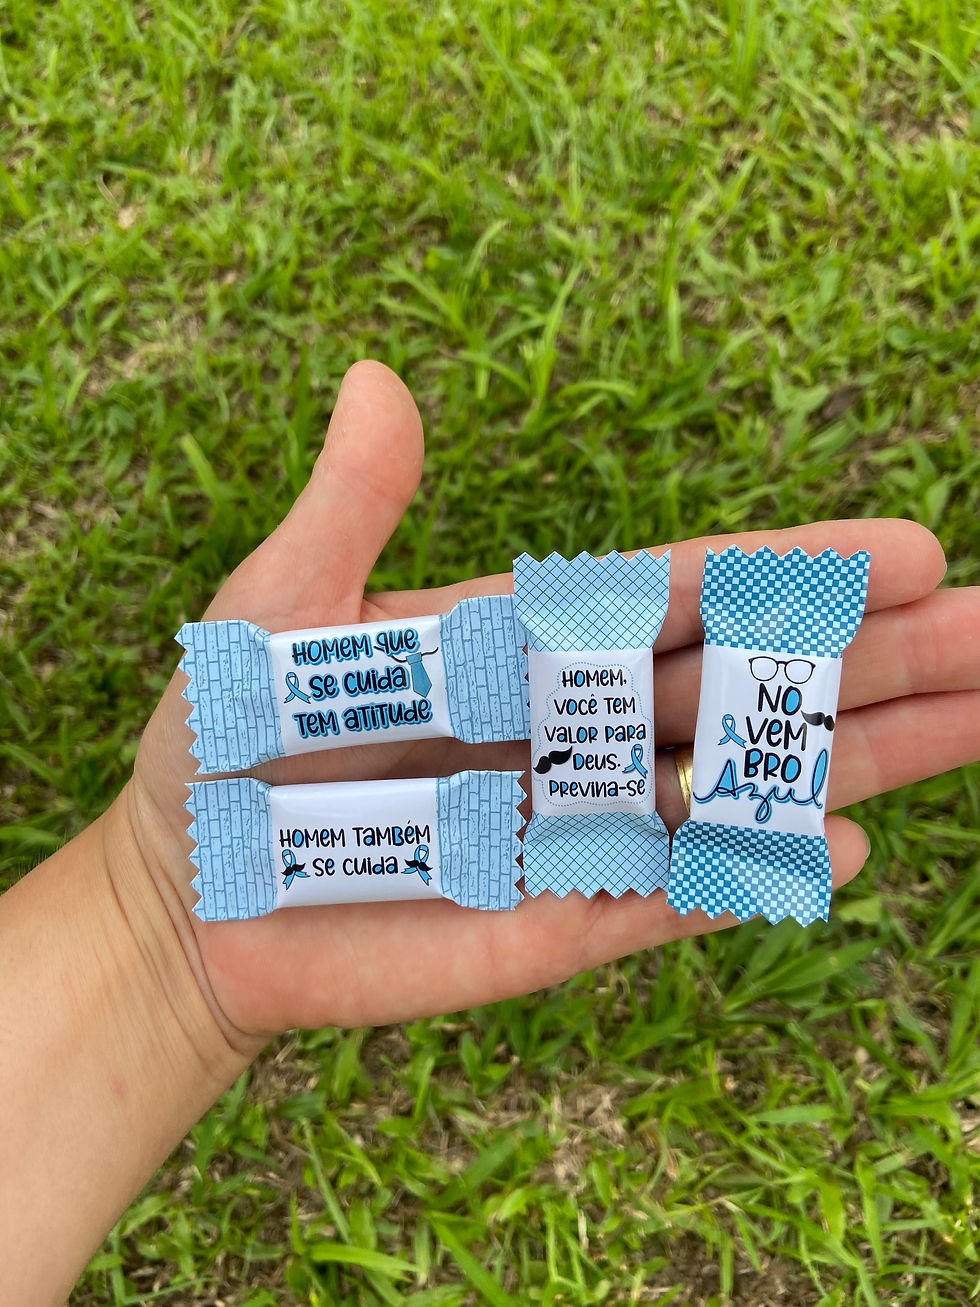 HOMEM QUE
SE CUIDA
TEM ATITUDE
HOMEM TAMBÉM
SE CUIDA
HOMEM,
VOCÊ TEM
VALOR PARA
DEUS.
PREVINA-SE
NO
VEM
BRO
Azul